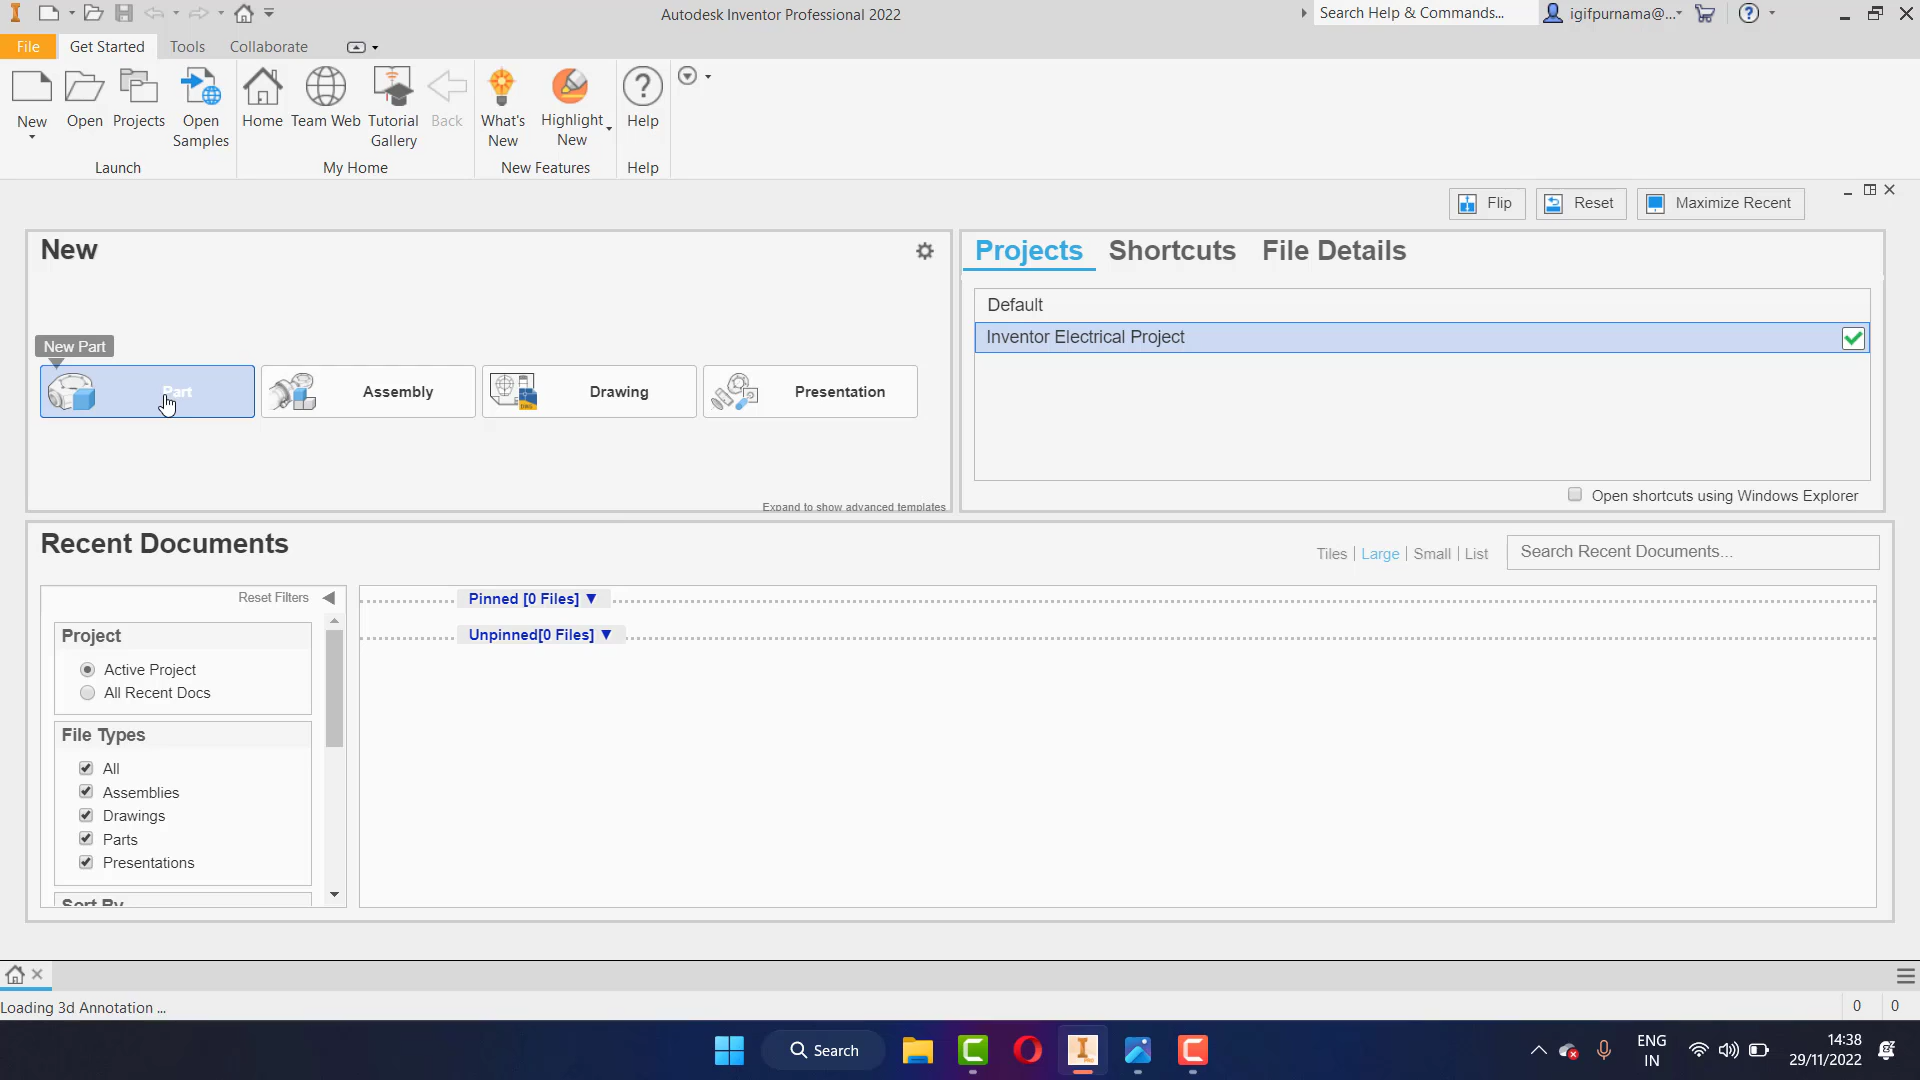 Autodesk Inventor Professional 2022
Search Help & Commands...
igifpurnama@...
File
Get Started
Tools
Collaborate
New
Open
Projects
Open Samples
Home
Team Web
Tutorial Gallery
Back
What's New
Highlight New
Help
Launch
My Home
New Features
Help
Flip
Reset
Maximize Recent
New
New Part
Part
Assembly
Drawing
Presentation
Expand to show advanced templates
Projects
Shortcuts
File Details
Default
Inventor Electrical Project
Open shortcuts using Windows Explorer
Recent Documents
Tiles | Large | Small | List
Search Recent Documents...
Reset Filters
Project
Active Project
All Recent Docs
File Types
All
Assemblies
Drawings
Parts
Presentations
Sort By
Pinned [0 Files] ▼
Unpinned[0 Files] ▼
Loading 3d Annotation ...
0
0
Search
ENG
IN
14:38
29/11/2022